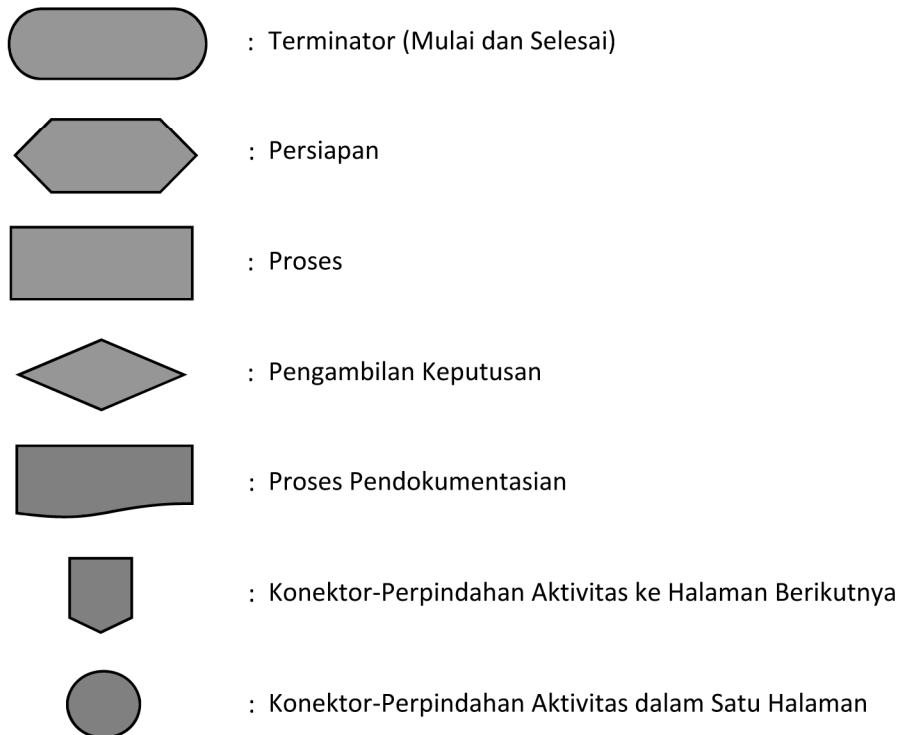 : Terminator (Mulai dan Selesai)
: Persiapan
: Proses
: Pengambilan Keputusan
: Proses Pendokumentasian
: Konektor-Perpindahan Aktivitas ke Halaman Berikutnya
: Konektor-Perpindahan Aktivitas dalam Satu Halaman